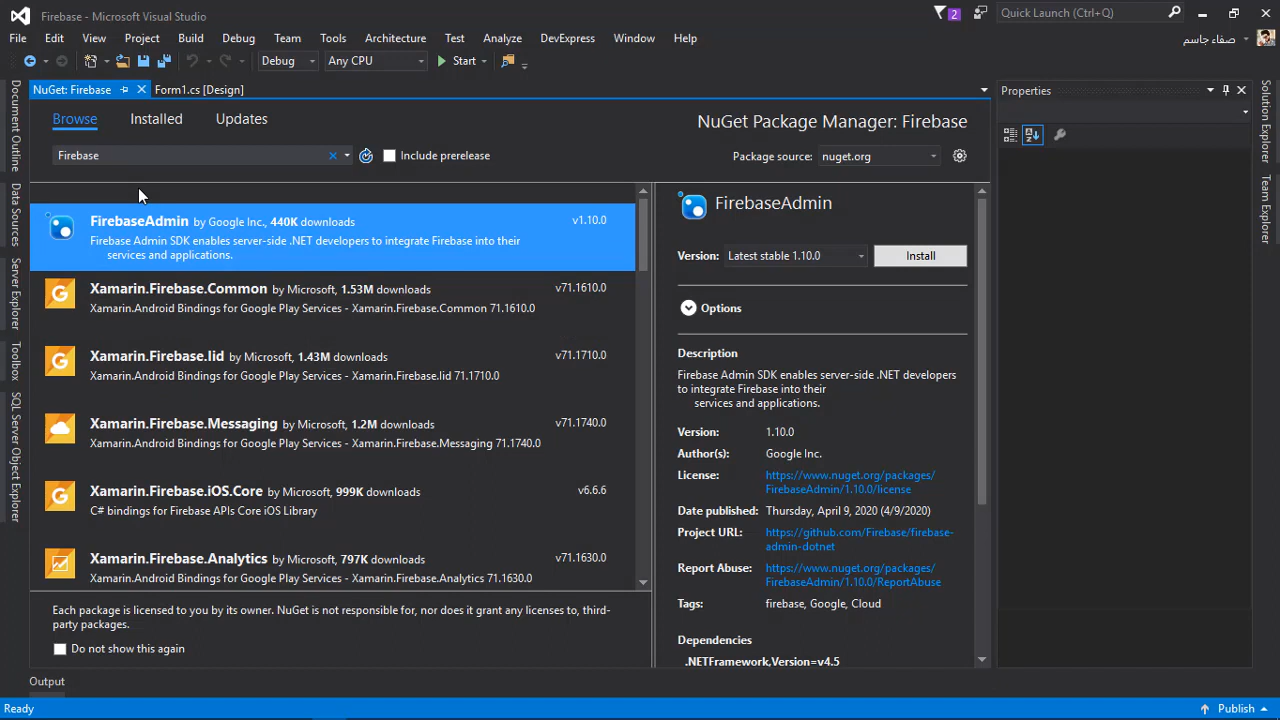 Firebase - Microsoft Visual Studio
2
Quick Launch (Ctrl+Q)
File Edit View Project Build Debug Team Tools Architecture Test Analyze DevExpress Window Help
صفاء جاسم
Debug Any CPU Start
NuGet: Firebase Form1.cs [Design]
Properties
Document Outline
Data Sources
Server Explorer
Toolbox
SQL Server Object Explorer
Browse Installed Updates
NuGet Package Manager: Firebase
Firebase
Include prerelease
Package source: nuget.org
FirebaseAdmin by Google Inc., 440K downloads v1.10.0
Firebase Admin SDK enables server-side .NET developers to integrate Firebase into their
services and applications.
Xamarin.Firebase.Common by Microsoft, 1.53M downloads v71.1610.0
Xamarin.Android Bindings for Google Play Services - Xamarin.Firebase.Common 71.1610.0
Xamarin.Firebase.Iid by Microsoft, 1.43M downloads v71.1710.0
Xamarin.Android Bindings for Google Play Services - Xamarin.Firebase.Iid 71.1710.0
Xamarin.Firebase.Messaging by Microsoft, 1.2M downloads v71.1740.0
Xamarin.Android Bindings for Google Play Services - Xamarin.Firebase.Messaging 71.1740.0
Xamarin.Firebase.iOS.Core by Microsoft, 999K downloads v6.6.6
C# bindings for Firebase APIs Core iOS Library
Xamarin.Firebase.Analytics by Microsoft, 797K downloads v71.1630.0
Xamarin.Android Bindings for Google Play Services - Xamarin.Firebase.Analytics 71.1630.0
Each package is licensed to you by its owner. NuGet is not responsible for, nor does it grant any licenses to, third-
party packages.
Do not show this again
FirebaseAdmin
Version: Latest stable 1.10.0 Install
Options
Description
Firebase Admin SDK enables server-side .NET developers
to integrate Firebase into their
services and applications.
Version: 1.10.0
Author(s): Google Inc.
License: https://www.nuget.org/packages/
FirebaseAdmin/1.10.0/license
Date published: Thursday, April 9, 2020 (4/9/2020)
Project URL: https://github.com/Firebase/firebase-
admin-dotnet
Report Abuse: https://www.nuget.org/packages/
FirebaseAdmin/1.10.0/ReportAbuse
Tags: firebase, Google, Cloud
Dependencies
.NETFramework,Version=v4.5
Solution Explorer
Team Explorer
Output
Ready
Publish